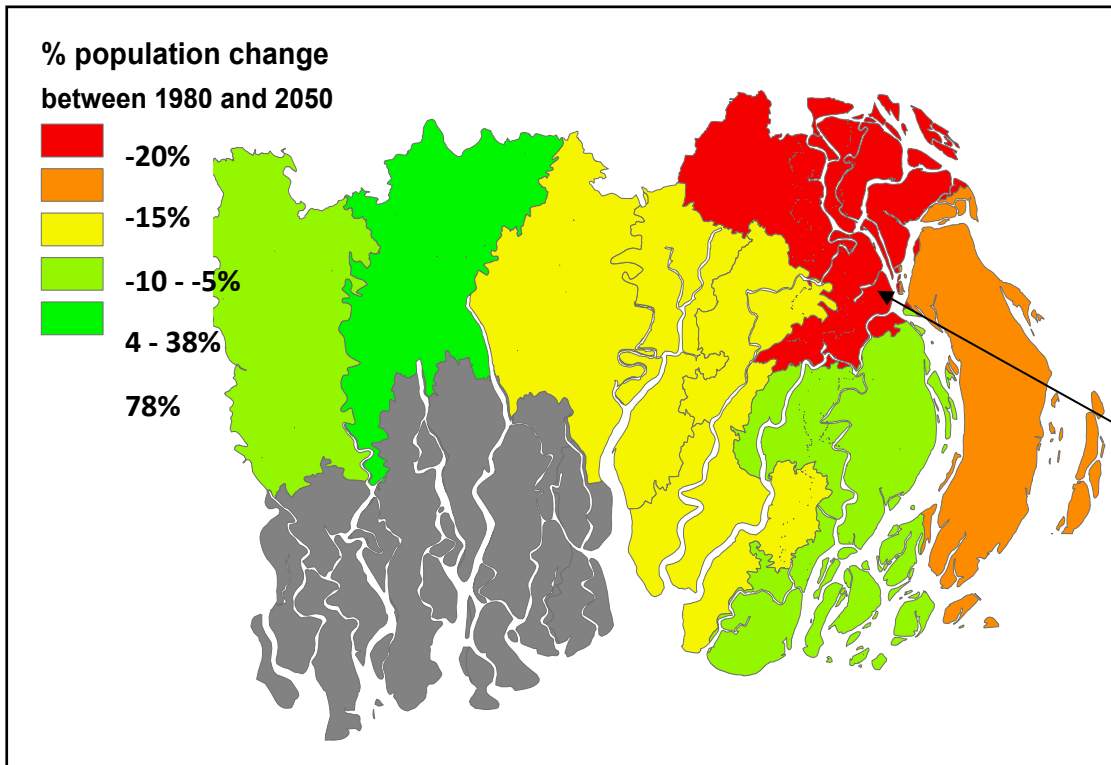 % population change
between 1980 and 2050
-20%
-15%
-10 - -5%
4 - 38%
78%